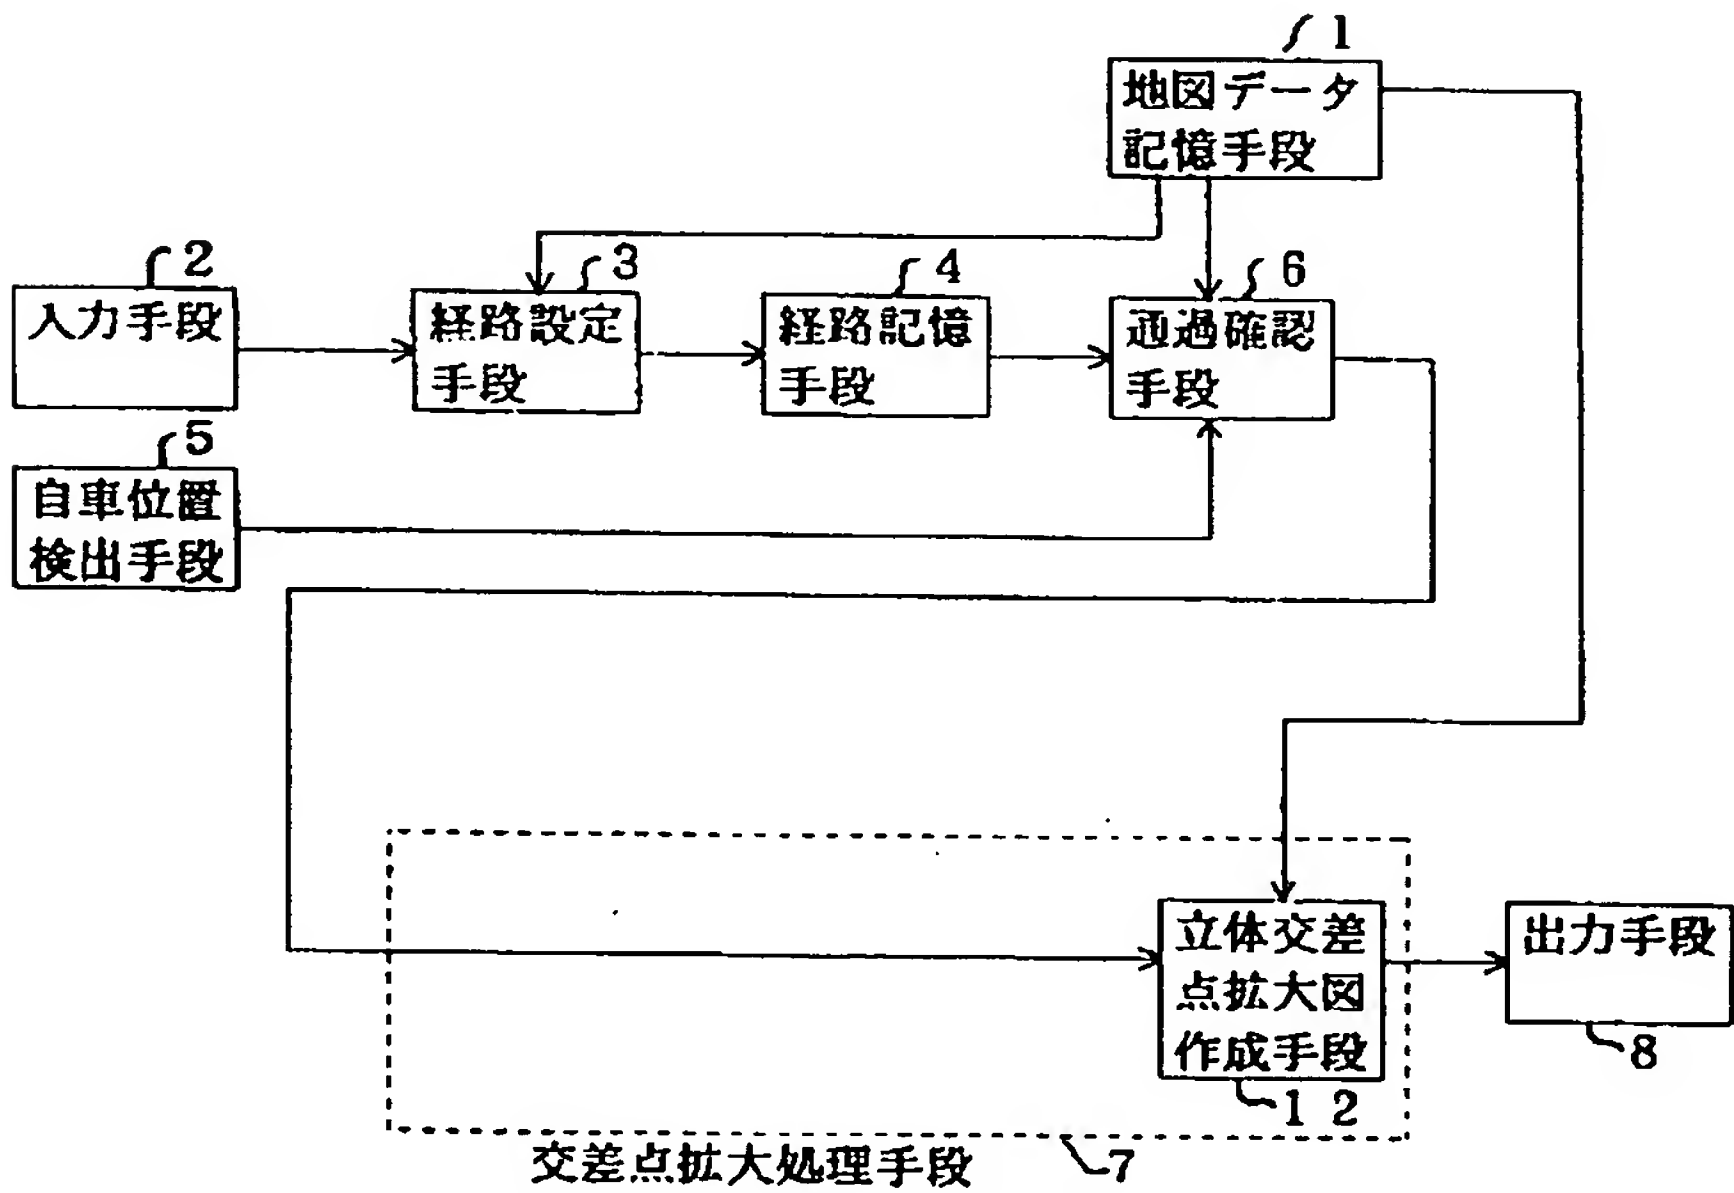 1
地図データ
記憶手段
2
入力手段
3
経路設定
手段
4
経路記憶
手段
6
通過確認
手段
5
自車位置
検出手段
立体交差
点拡大図
作成手段
12
出力手段
8
交差点拡大処理手段
7